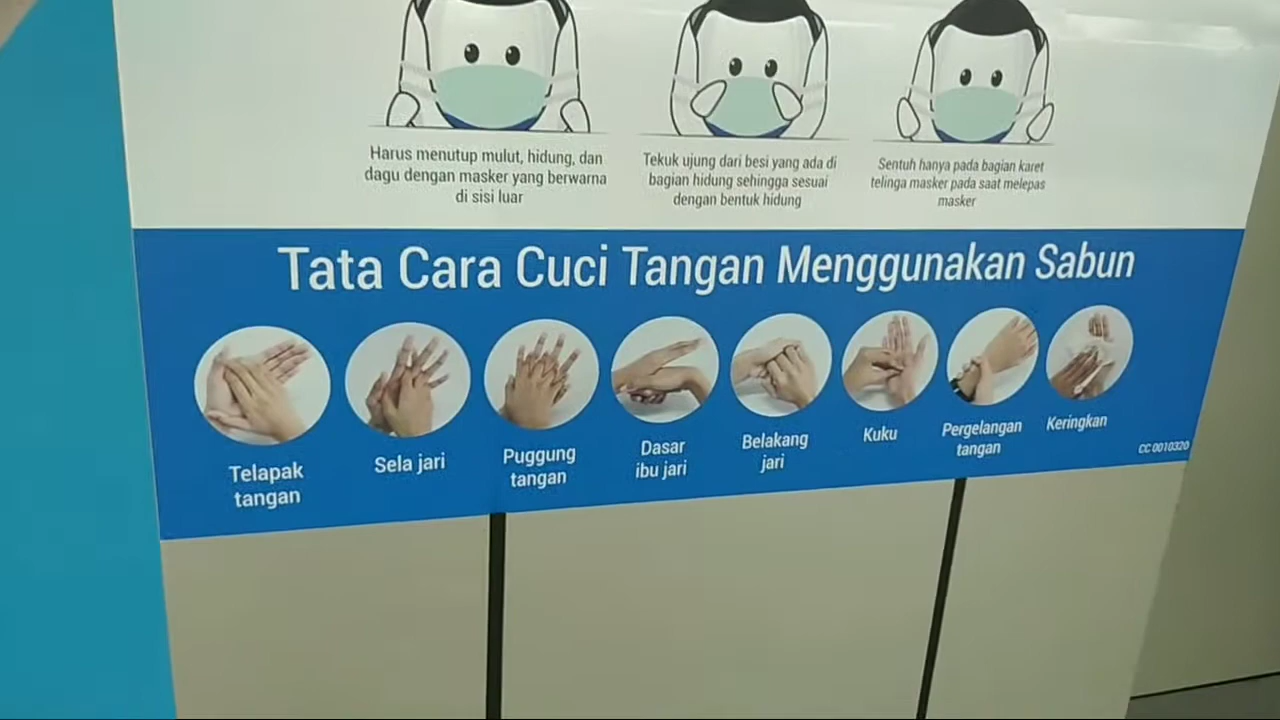 Harus menutup mulut, hidung, dan
dagu dengan masker yang berwarna
di sisi luar
Tekuk ujung dari besi yang ada di
bagian hidung sehingga sesuai
dengan bentuk hidung
Sentuh hanya pada bagian karet
telinga masker pada saat melepas
masker
Tata Cara Cuci Tangan Menggunakan Sabun
Telapak
tangan
Sela jari
Puggung
tangan
Dasar
ibu jari
Belakang
jari
Kuku
Pergelangan
tangan
Keringkan
CC 0010320